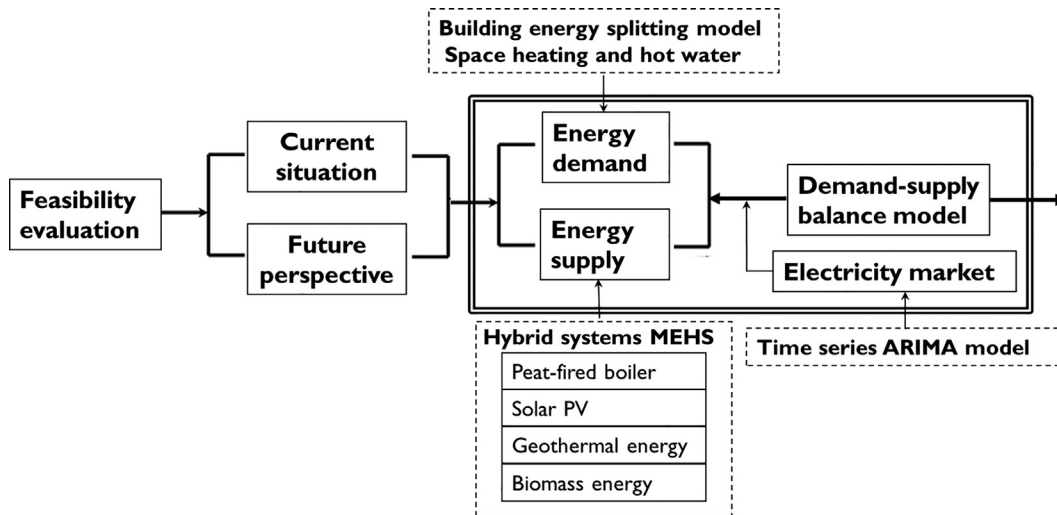 Building energy splitting model
Space heating and hot water
Feasibility
evaluation
Current
situation
Future
perspective
Energy
demand
Energy
supply
Demand-supply
balance model
Electricity market
Time series ARIMA model
Hybrid systems MEHS
Peat-fired boiler
Solar PV
Geothermal energy
Biomass energy